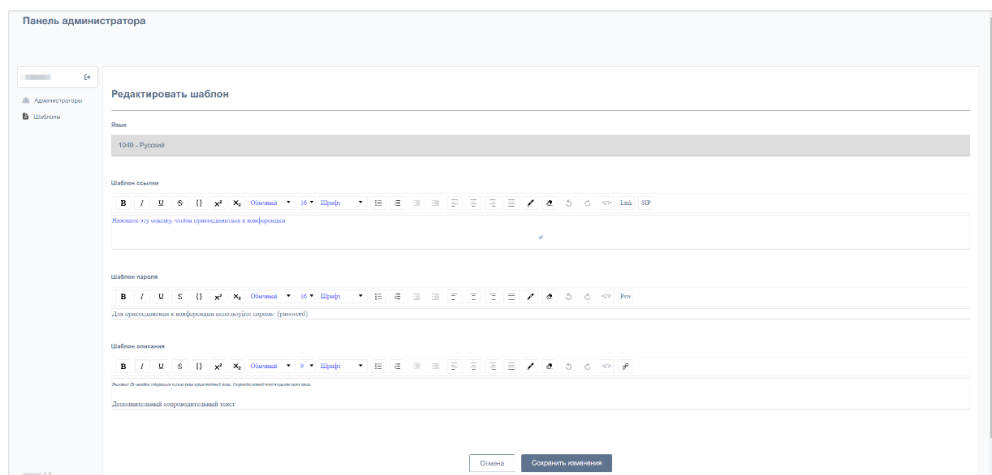 Панель администратора
Администраторы
Шаблоны
Редактировать шаблон
Язык
1049 - Русский
Шаблон ссылки
B I U S {} x² X₂ Обычный 16 Шрифт </> Link SIP
Нажмите эту ссылку, чтобы присоединиться к конференции
Шаблон пароля
B I U S {} x² X₂ Обычный 16 Шрифт </> Pwv
Для присоединения к конференции используйте пароль: {password}
Шаблон описания
B I U S {} x² X₂ Обычный 9 Шрифт </>
Дополнительный сопроводительный текст
Отмена Сохранить изменения